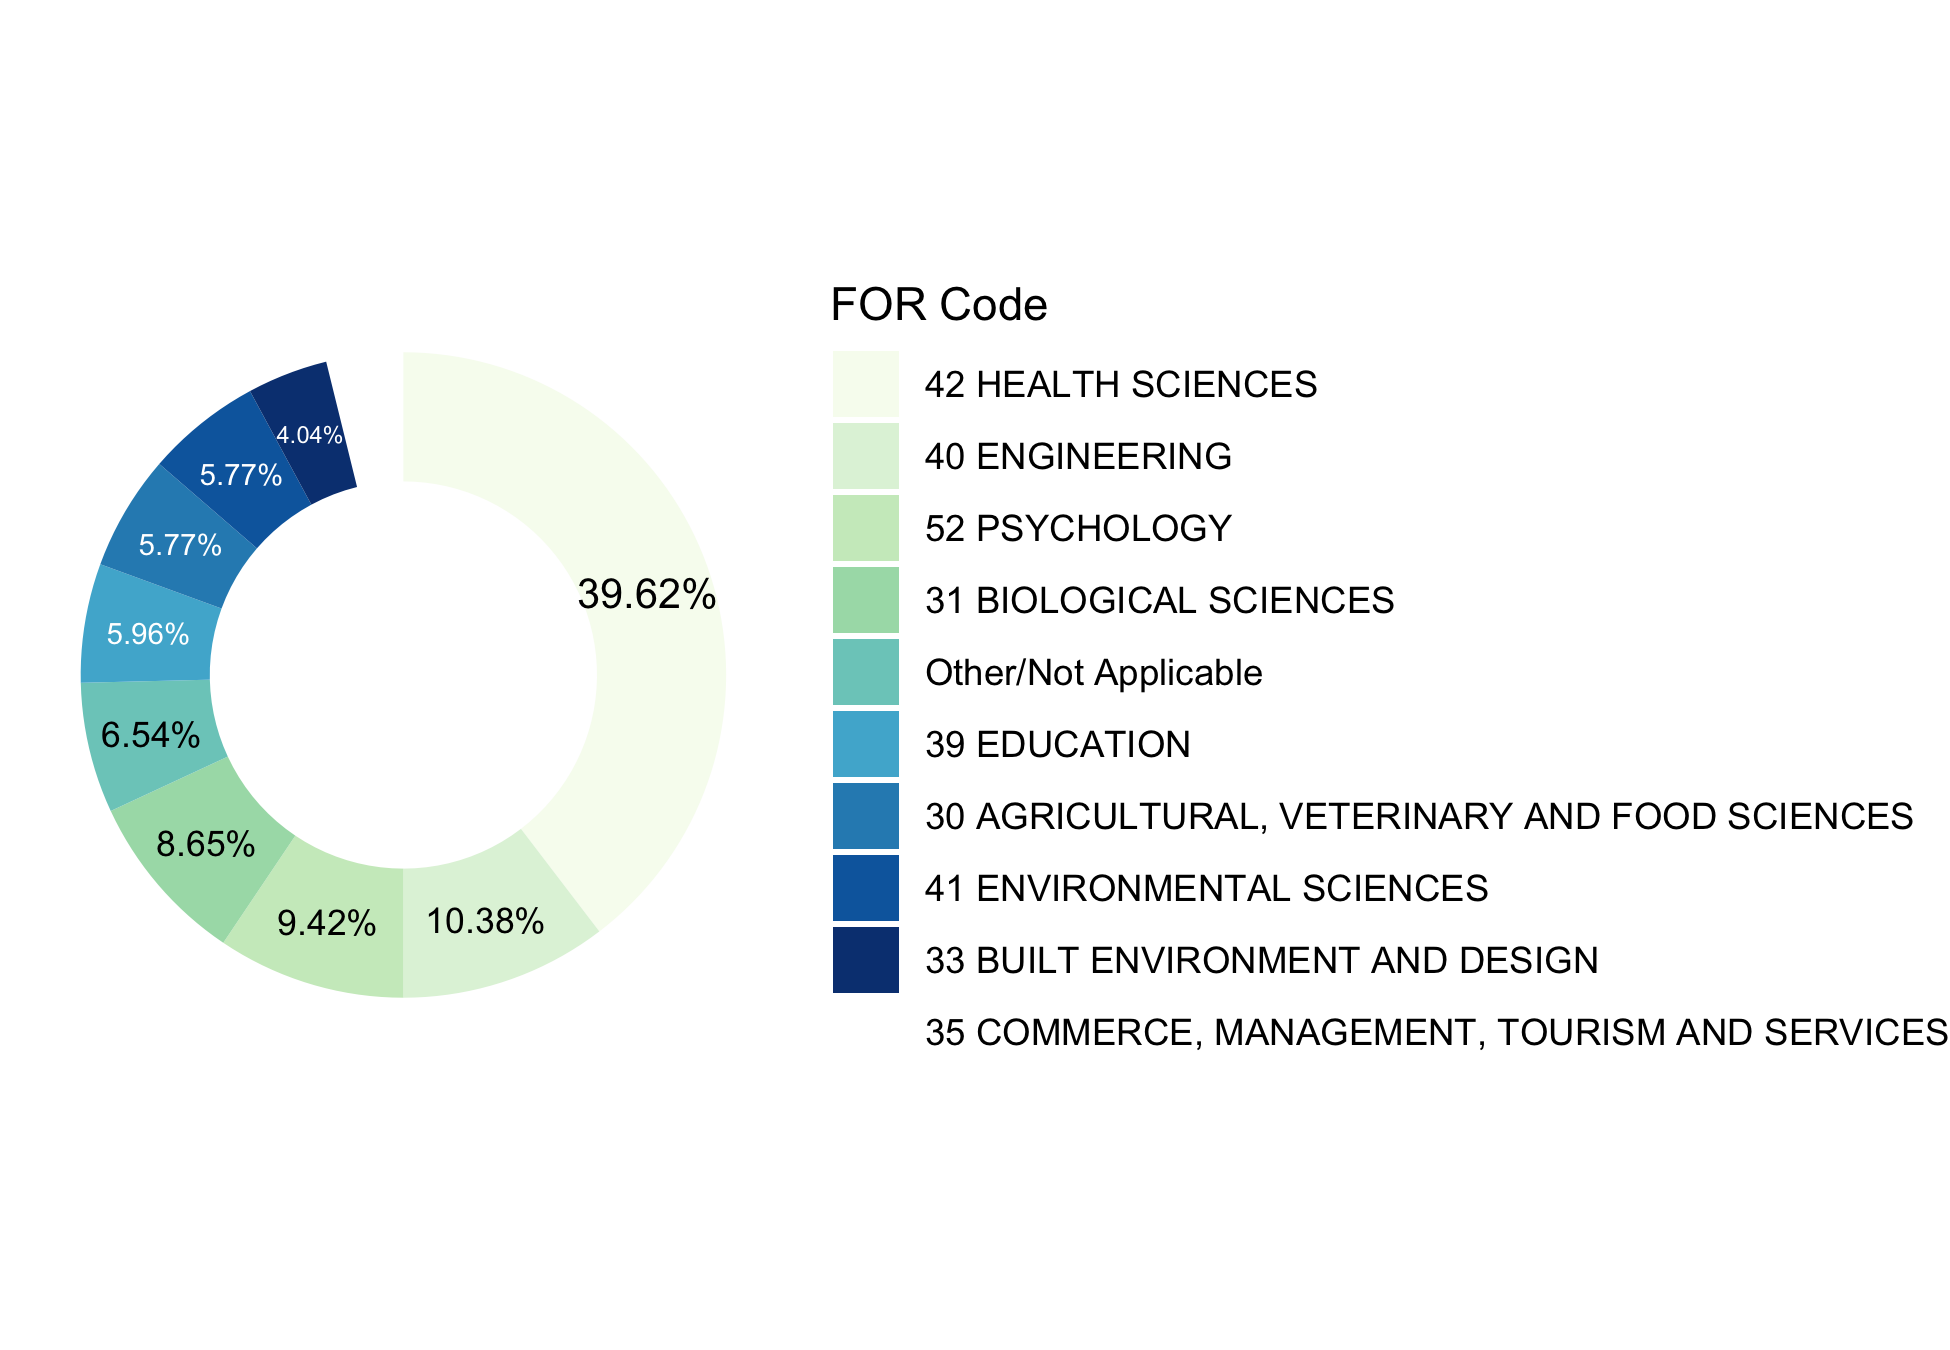 FOR Code
42 HEALTH SCIENCES
40 ENGINEERING
52 PSYCHOLOGY
31 BIOLOGICAL SCIENCES
Other/Not Applicable
39 EDUCATION
30 AGRICULTURAL, VETERINARY AND FOOD SCIENCES
41 ENVIRONMENTAL SCIENCES
33 BUILT ENVIRONMENT AND DESIGN
35 COMMERCE, MANAGEMENT, TOURISM AND SERVICES
39.62%
10.38%
9.42%
8.65%
6.54%
5.96%
5.77%
5.77%
4.04%